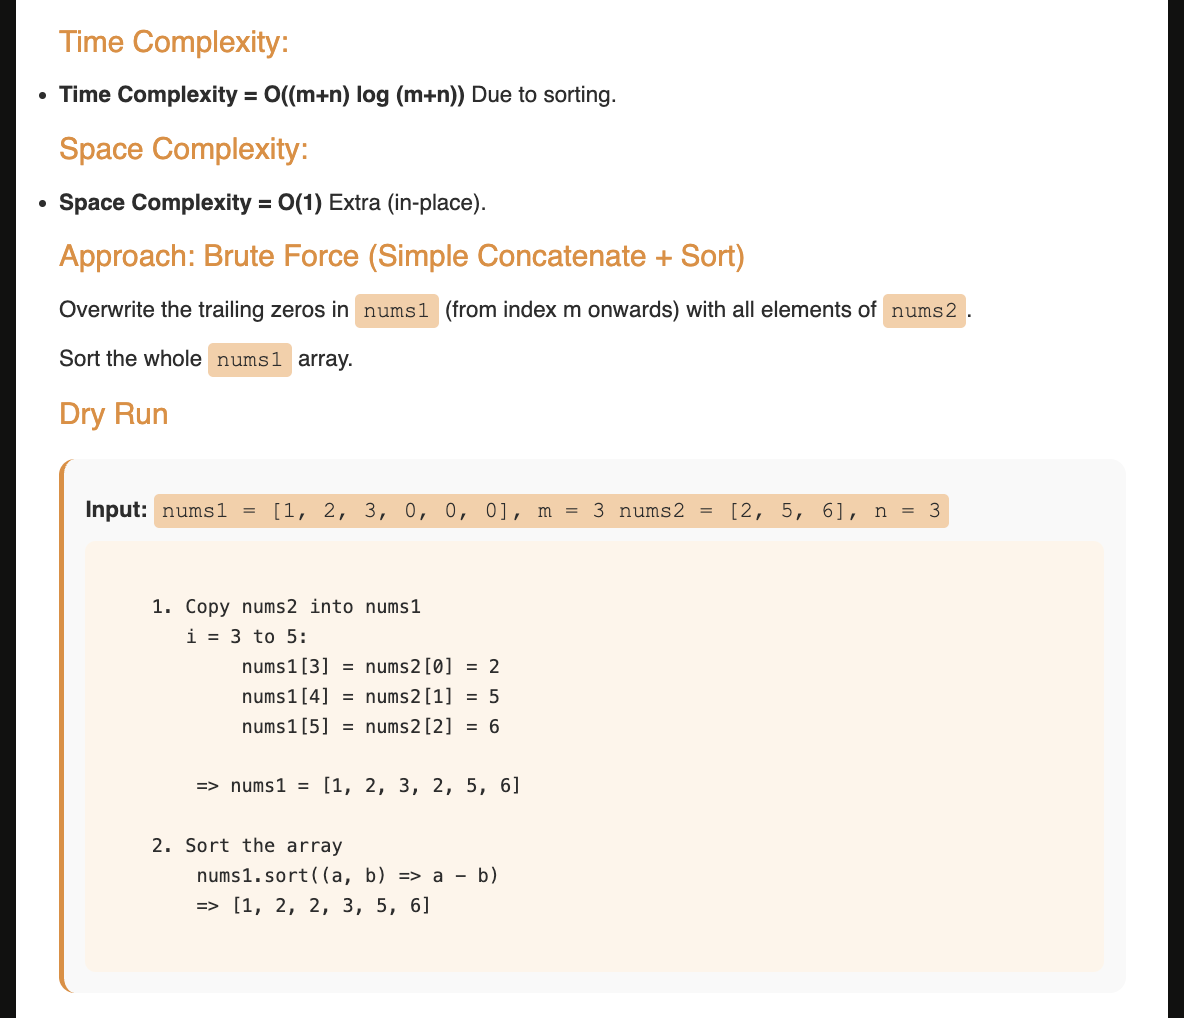 Time Complexity:
• Time Complexity = O((m+n) log (m+n)) Due to sorting.
Space Complexity:
• Space Complexity = O(1) Extra (in-place).
Approach: Brute Force (Simple Concatenate + Sort)
Overwrite the trailing zeros in nums1 (from index m onwards) with all elements of nums2.
Sort the whole nums1 array.
Dry Run
Input: nums1 = [1, 2, 3, 0, 0, 0], m = 3 nums2 = [2, 5, 6], n = 3
1. Copy nums2 into nums1
i = 3 to 5:
nums1[3] = nums2[0] = 2
nums1[4] = nums2[1] = 5
nums1[5] = nums2[2] = 6
=> nums1 = [1, 2, 3, 2, 5, 6]
2. Sort the array
nums1.sort((a, b) => a - b)
=> [1, 2, 2, 3, 5, 6]